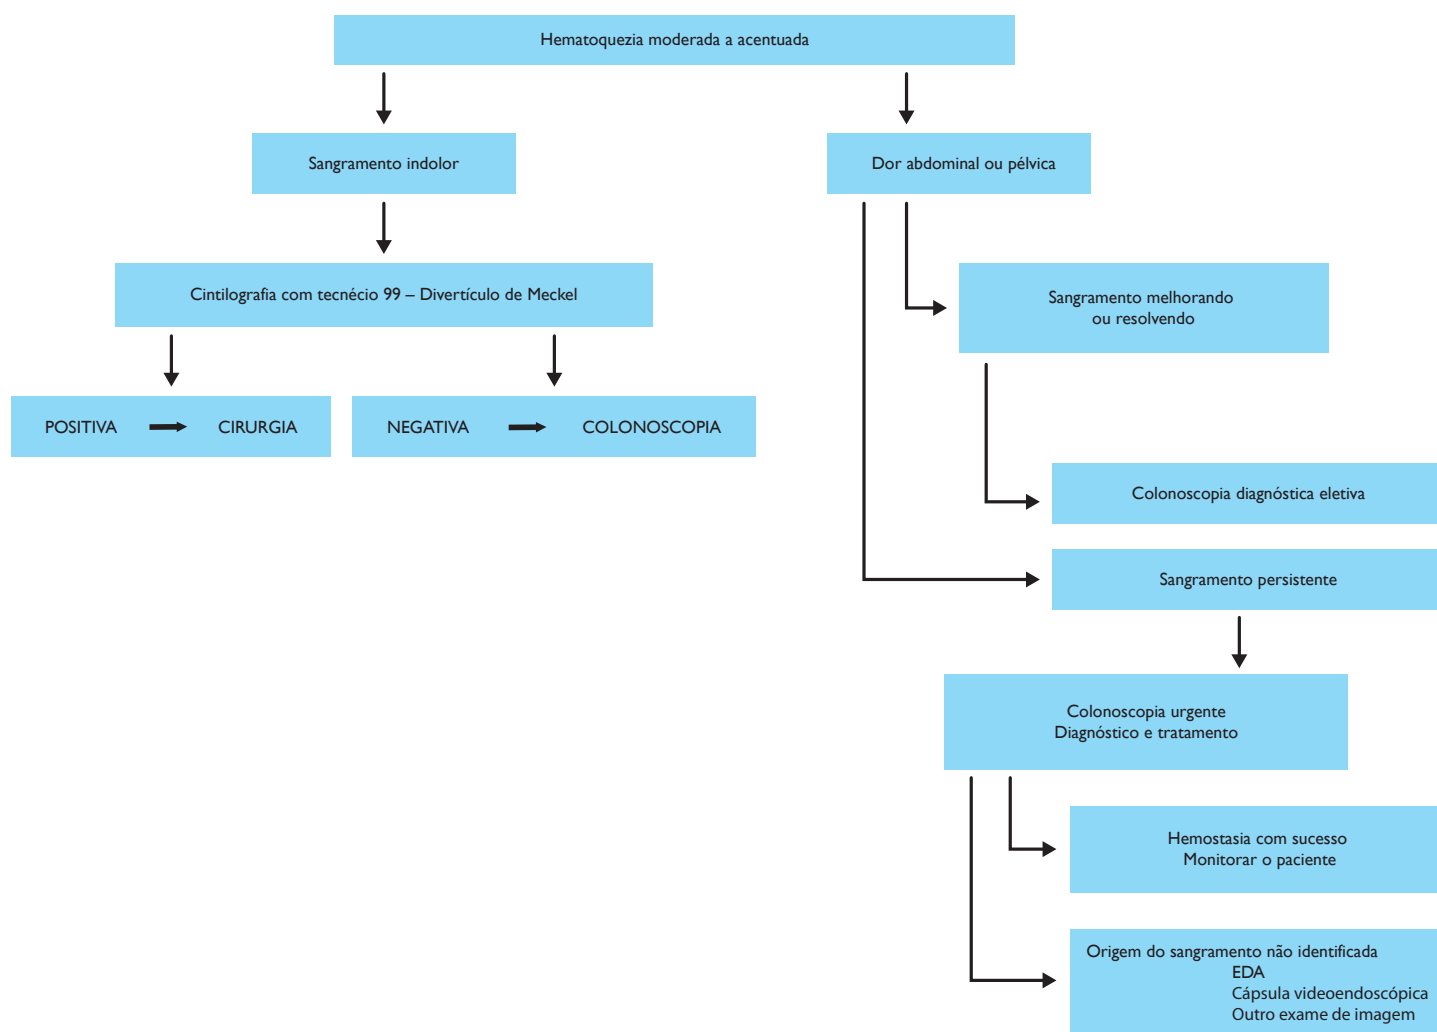 Hematoquezia moderada a acentuada
Sangramento indolor
Dor abdominal ou pélvica
Cintilografia com tecnécio 99 – Divertículo de Meckel
Sangramento melhorando
ou resolvendo
POSITIVA
CIRURGIA
NEGATIVA
COLONOSCOPIA
Colonoscopia diagnóstica eletiva
Sangramento persistente
Colonoscopia urgente
Diagnóstico e tratamento
Hemostasia com sucesso
Monitorar o paciente
Origem do sangramento não identificada
EDA
Cápsula videoendoscópica
Outro exame de imagem